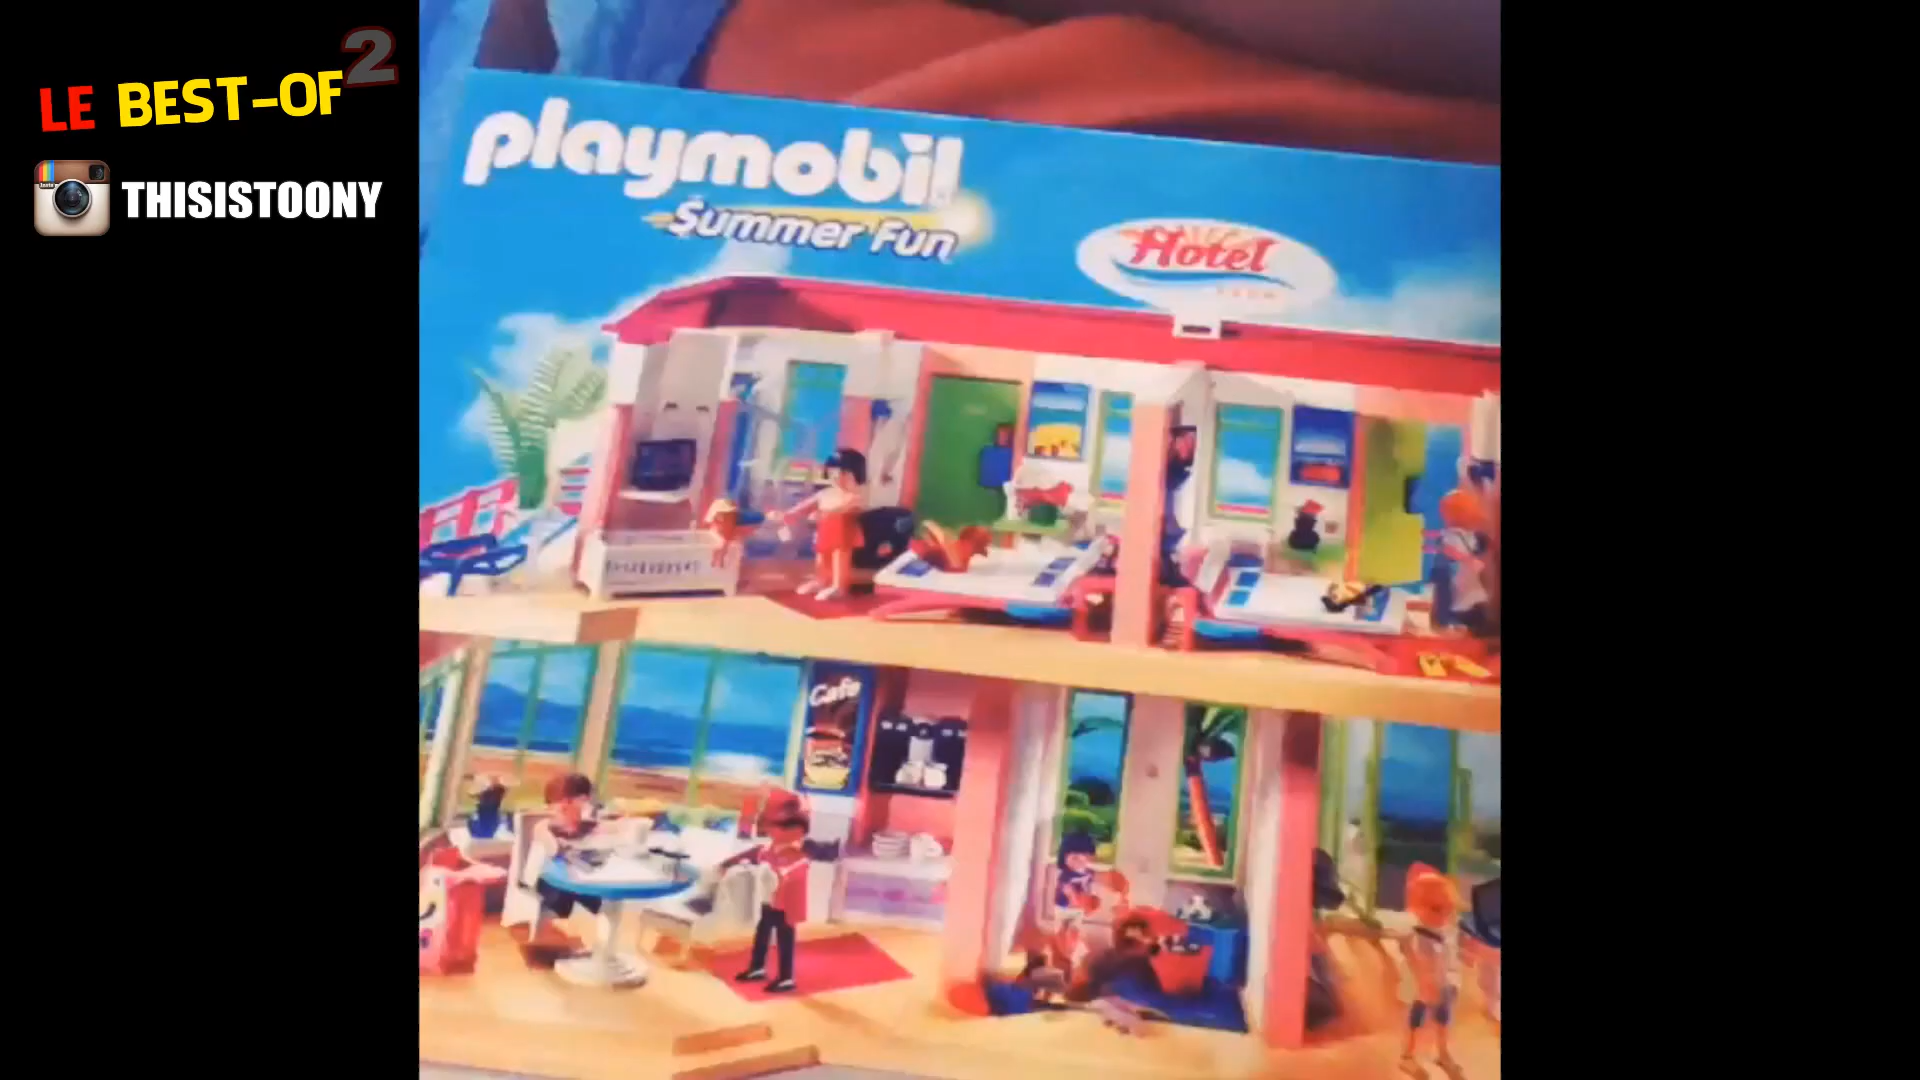 LE BEST-OF 2
THISISTOONY
playmobil
Summer Fun
Hotel
Cafe